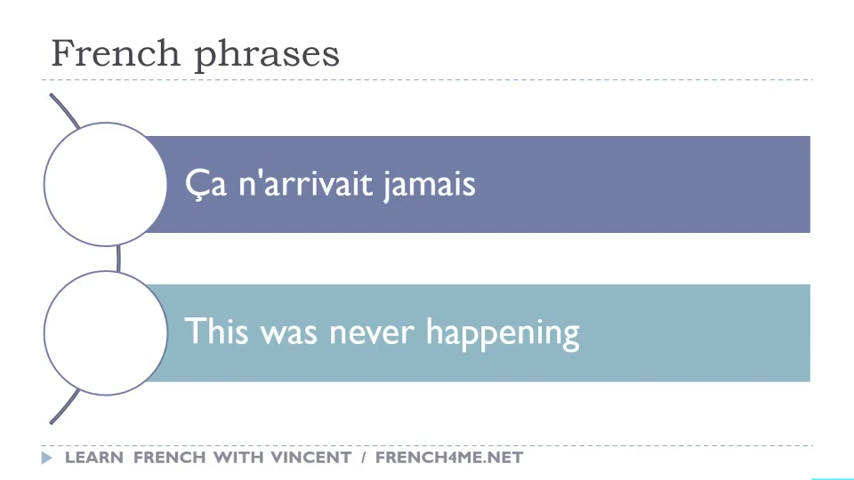 French phrases
Ça n'arrivait jamais
This was never happening
LEARN FRENCH WITH VINCENT / FRENCH4ME.NET